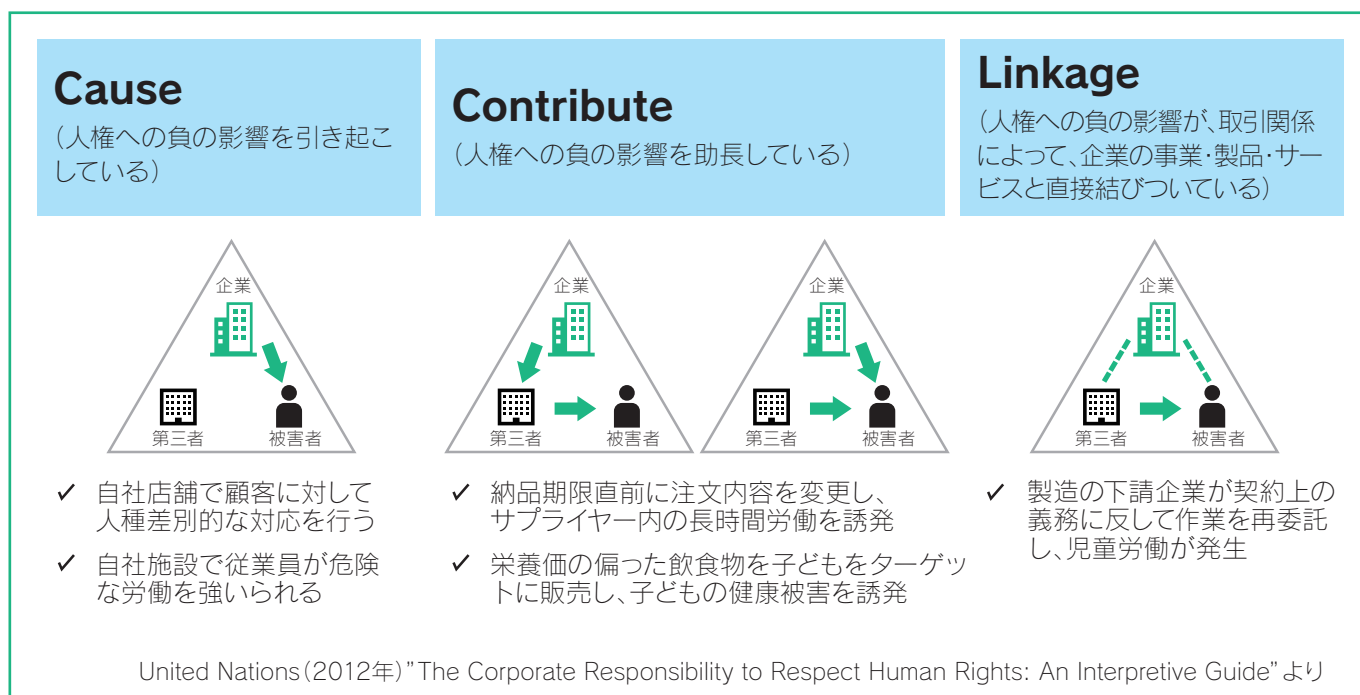 Cause
(人権への負の影響を引き起こ
している)
Contribute
(人権への負の影響を助長している)
Linkage
(人権への負の影響が、取引関係
によって、企業の事業・製品・サー
ビスと直接結びついている)
企業
第三者
被害者
企業
第三者
被害者
企業
第三者
被害者
企業
第三者
被害者
✓ 自社店舗で顧客に対して
人種差別的な対応を行う
✓ 自社施設で従業員が危険
な労働を強いられる
✓ 納品期限直前に注文内容を変更し、
サプライヤー内の長時間労働を誘発
✓ 栄養価の偏った飲食物を子どもをターゲッ
トに販売し、子どもの健康被害を誘発
✓ 製造の下請企業が契約上の
義務に反して作業を再委託
し、児童労働が発生
United Nations(2012年)”The Corporate Responsibility to Respect Human Rights: An Interpretive Guide”より